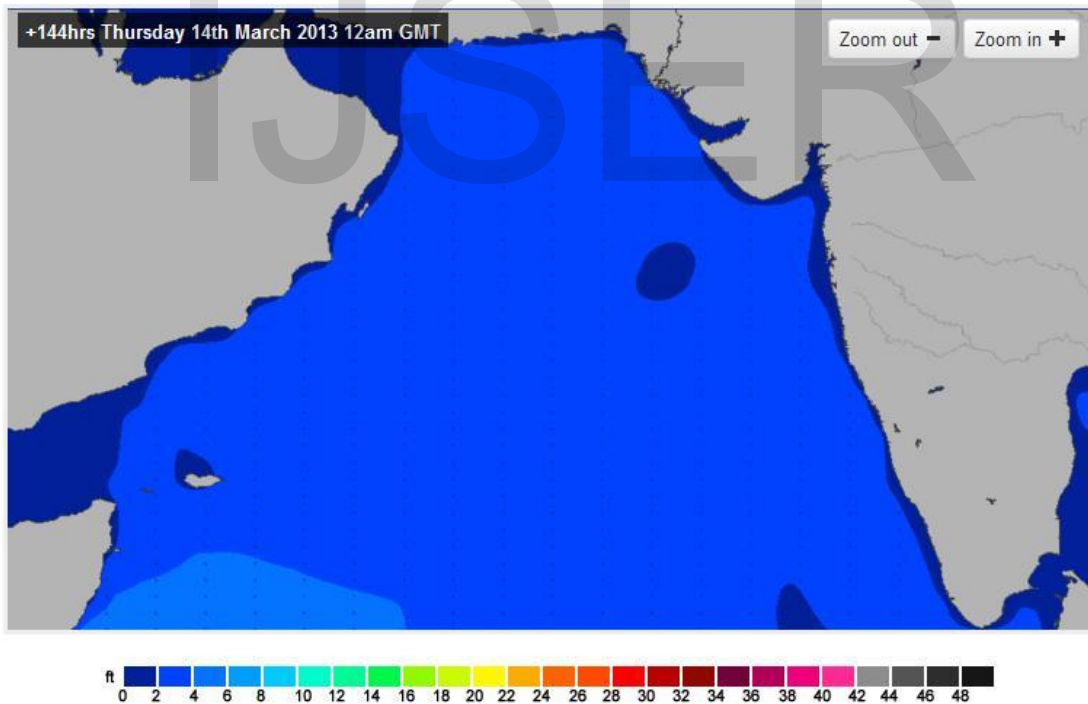 IJSER
+144hrs Thursday 14th March 2013 12am GMT
Zoom out −
Zoom in +
ft
0 2 4 6 8 10 12 14 16 18 20 22 24 26 28 30 32 34 36 38 40 42 44 46 48